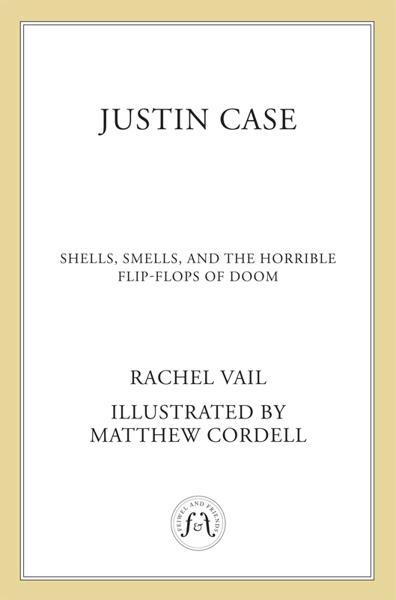 JUSTIN CASE
SHELLS, SMELLS, AND THE HORRIBLE
FLIP-FLOPS OF DOOM
RACHEL VAIL
ILLUSTRATED BY
MATTHEW CORDELL
FEIWEL AND FRIENDS
f&f